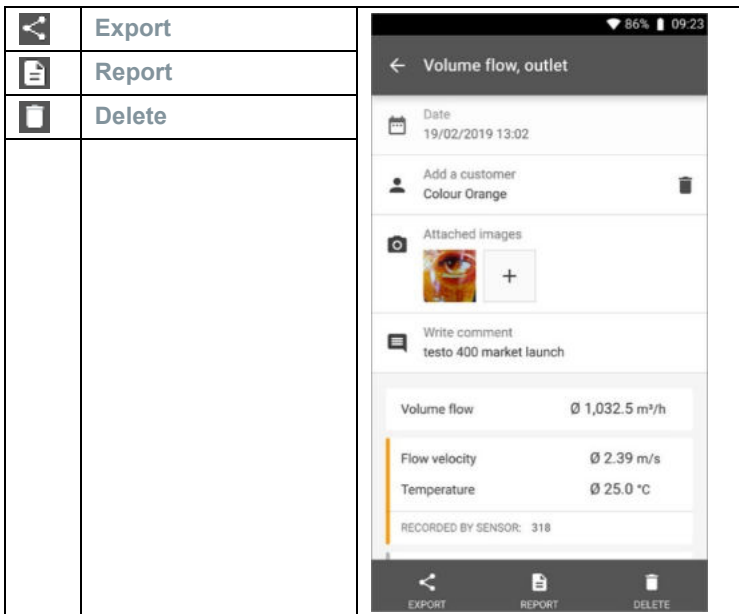 Export
Report
Delete
86% 09:23
Volume flow, outlet
Date
19/02/2019 13:02
Add a customer
Colour Orange
Attached images
+
Write comment
testo 400 market launch
Volume flow Ø 1,032.5 m³/h
Flow velocity Ø 2.39 m/s
Temperature Ø 25.0 °C
RECORDED BY SENSOR: 318
EXPORT REPORT DELETE